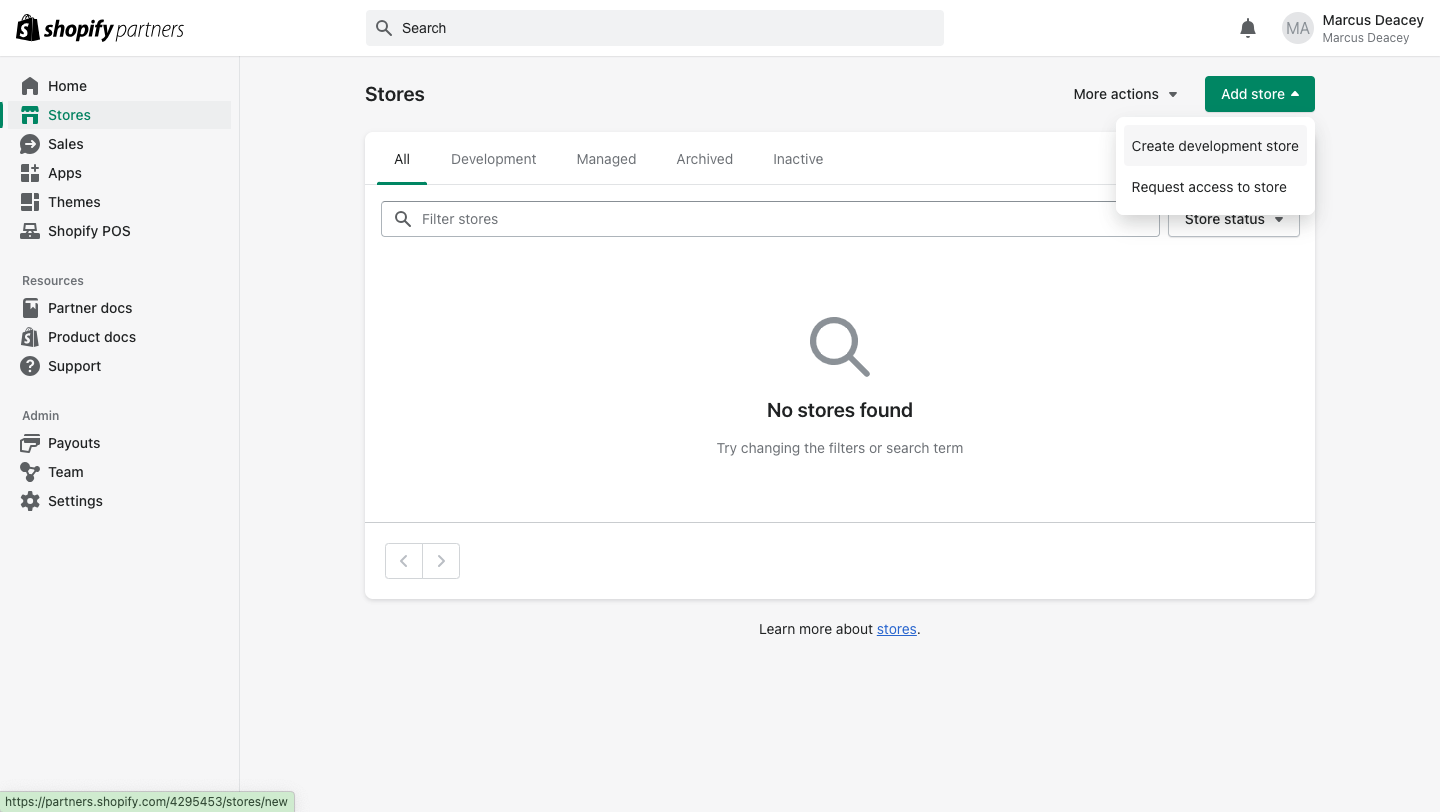 shopify partners
Search
MA
Marcus Deacey
Marcus Deacey
Home
Stores
Sales
Apps
Themes
Shopify POS
Resources
Partner docs
Product docs
Support
Admin
Payouts
Team
Settings
Stores
More actions
Add store
Create development store
Request access to store
All
Development
Managed
Archived
Inactive
Filter stores
Store status
No stores found
Try changing the filters or search term
Learn more about stores.
https://partners.shopify.com/4295453/stores/new